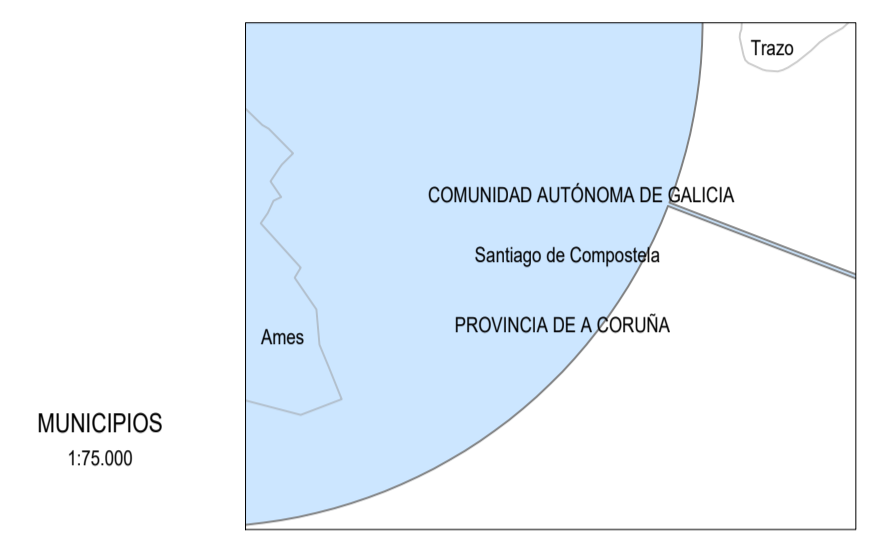 Trazo
COMUNIDAD AUTÓNOMA DE GALICIA
Santiago de Compostela
PROVINCIA DE A CORUÑA
Ames
MUNICIPIOS
1:75.000